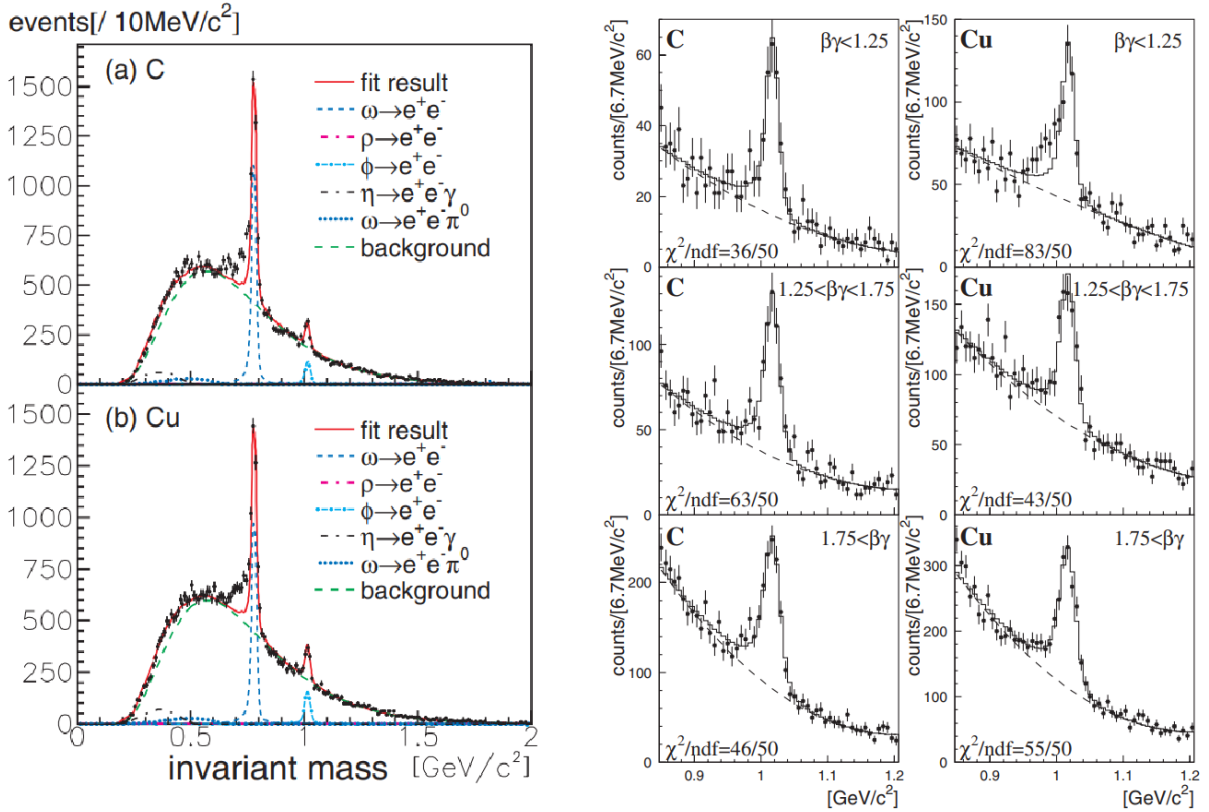 events[/ 10MeV/c²]
(a) C
1500
1250
1000
750
500
250
0
fit result
ω→e⁺e⁻
ρ→e⁺e⁻
φ→e⁺e⁻
η→e⁺e⁻γ
ω→e⁺e⁻π⁰
background
(b) Cu
1500
1250
1000
750
500
250
0
fit result
ω→e⁺e⁻
ρ→e⁺e⁻
φ→e⁺e⁻
η→e⁺e⁻γ
ω→e⁺e⁻π⁰
background
0 0.5 1 1.5 2
invariant mass [GeV/c²]
counts/[6.7MeV/c²]
60
40
20
0
C βγ<1.25
χ²/ndf=36/50
counts/[6.7MeV/c²]
150
100
50
0
Cu βγ<1.25
χ²/ndf=83/50
counts/[6.7MeV/c²]
100
50
0
C 1.25<βγ<1.75
χ²/ndf=63/50
counts/[6.7MeV/c²]
150
100
50
0
Cu 1.25<βγ<1.75
χ²/ndf=43/50
counts/[6.7MeV/c²]
200
100
0
C 1.75<βγ
χ²/ndf=46/50
0.9 1 1.1 1.2
[GeV/c²]
counts/[6.7MeV/c²]
300
200
100
0
Cu 1.75<βγ
χ²/ndf=55/50
0.9 1 1.1 1.2
[GeV/c²]